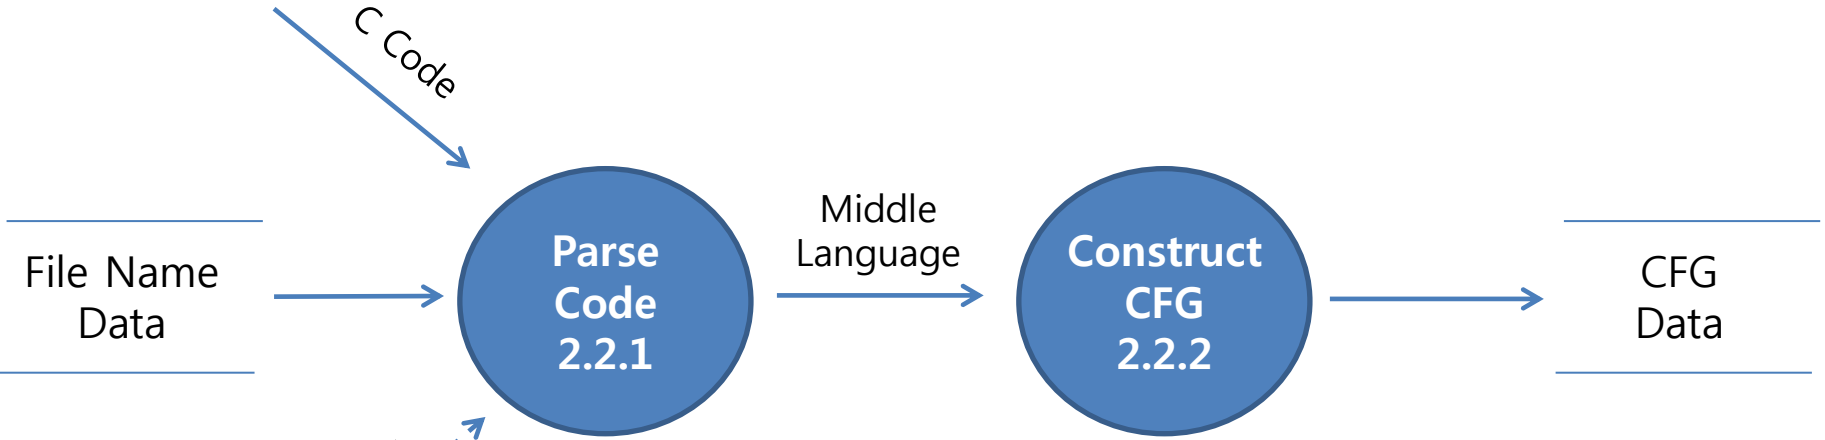 C Code
File Name
Data
Parse
Code
2.2.1
Middle
Language
Construct
CFG
2.2.2
CFG
Data